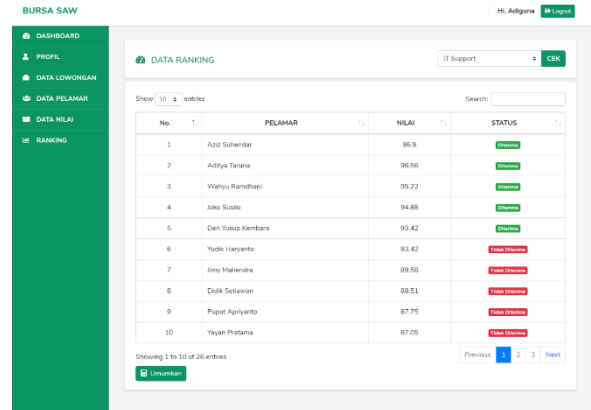 BURSA SAW
Hi, Adiguna Logout
DASHBOARD
PROFIL
DATA LOWONGAN
DATA PELAMAR
DATA NILAI
RANKING
DATA RANKING
IT Support CEK
Show 10 entries Search:
No. PELAMAR NILAI STATUS
1 Aziz Suhendar 96.9 Diterima
2 Aditya Taruna 96.56 Diterima
3 Wahyu Ramdhani 95.22 Diterima
4 Joko Susilo 94.88 Diterima
5 Deri Yusup Kembara 93.42 Diterima
6 Yudik Haryanto 93.42 Tidak Diterima
7 Jimy Mahendra 89.58 Tidak Diterima
8 Didik Setiawan 88.51 Tidak Diterima
9 Puput Apriyanto 87.75 Tidak Diterima
10 Yayan Pratama 87.05 Tidak Diterima
Showing 1 to 10 of 26 entries
Previous 1 2 3 Next
Umumkan